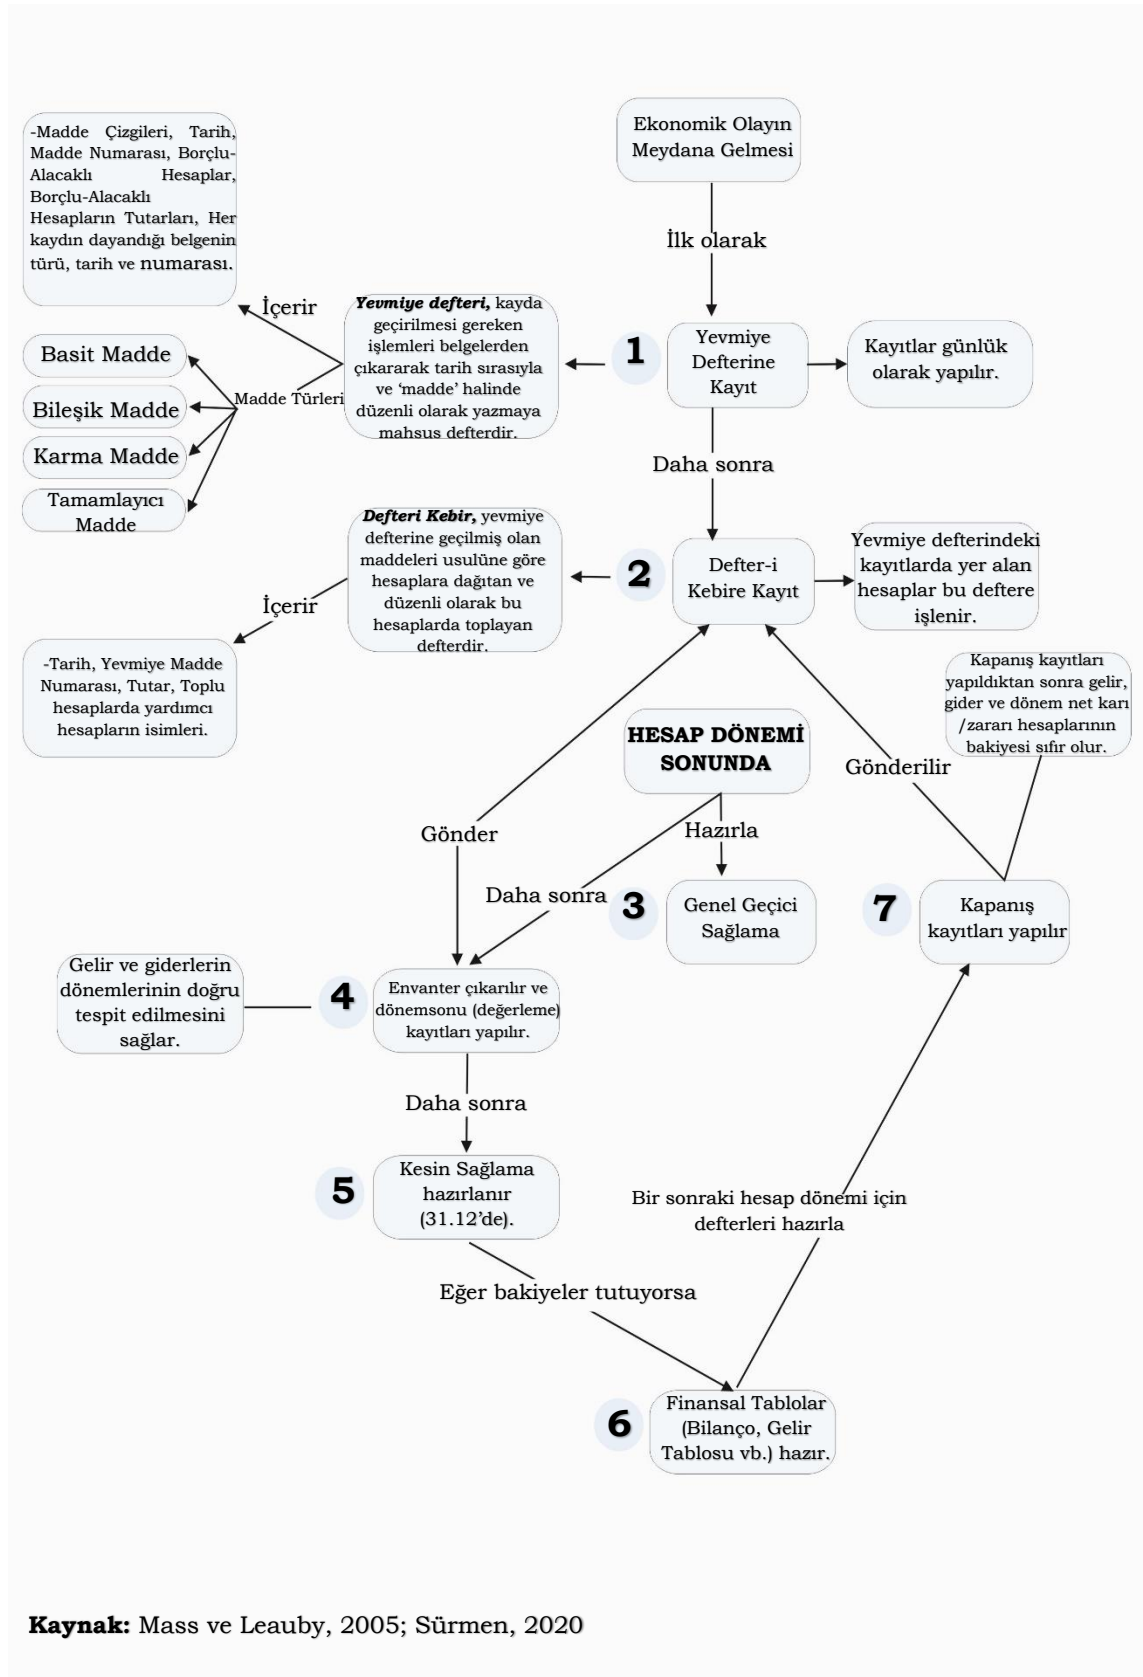 Ekonomik Olayın
Meydana Gelmesi
İlk olarak
-Madde Çizgileri, Tarih,
Madde Numarası, Borçlu-
Alacaklı Hesaplar,
Borçlu-Alacaklı
Hesapların Tutarları, Her
kaydın dayandığı belgenin
türü, tarih ve numarası.
İçerir
Yevmiye defteri, kayda
geçirilmesi gereken
işlemleri belgelerden
çıkararak tarih sırasıyla
ve ‘madde’ halinde
düzenli olarak yazmaya
mahsus defterdir.
1
Yevmiye
Defterine
Kayıt
Kayıtlar günlük
olarak yapılır.
Madde Türleri
Basit Madde
Bileşik Madde
Karma Madde
Tamamlayıcı
Madde
Daha sonra
Defteri Kebir, yevmiye
defterine geçilmiş olan
maddeleri usulüne göre
hesaplara dağıtan ve
düzenli olarak bu
hesaplarda toplayan
defterdir.
2
Defter-i
Kebire Kayıt
Yevmiye defterindeki
kayıtlarda yer alan
hesaplar bu deftere
işlenir.
İçerir
-Tarih, Yevmiye Madde
Numarası, Tutar, Toplu
hesaplarda yardımcı
hesapların isimleri.
Kapanış kayıtları
yapıldıktan sonra gelir,
gider ve dönem net karı
/zararı hesaplarının
bakiyesi sıfır olur.
HESAP DÖNEMİ
SONUNDA
Gönderilir
Gönder
Hazırla
Daha sonra
3
Genel Geçici
Sağlama
7
Kapanış
kayıtları yapılır
Gelir ve giderlerin
dönemlerinin doğru
tespit edilmesini
sağlar.
4
Envanter çıkarılır ve
dönemsonu (değerleme)
kayıtları yapılır.
Daha sonra
5
Kesin Sağlama
hazırlanır
(31.12’de).
Bir sonraki hesap dönemi için
defterleri hazırla
Eğer bakiyeler tutuyorsa
6
Finansal Tablolar
(Bilanço, Gelir
Tablosu vb.) hazır.
Kaynak: Mass ve Leauby, 2005; Sürmen, 2020